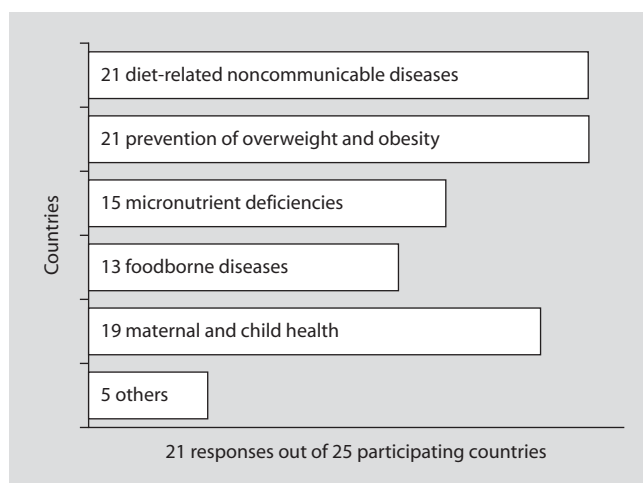 21 diet-related noncommunicable diseases
21 prevention of overweight and obesity
15 micronutrient deficiencies
13 foodborne diseases
19 maternal and child health
5 others
Countries
21 responses out of 25 participating countries